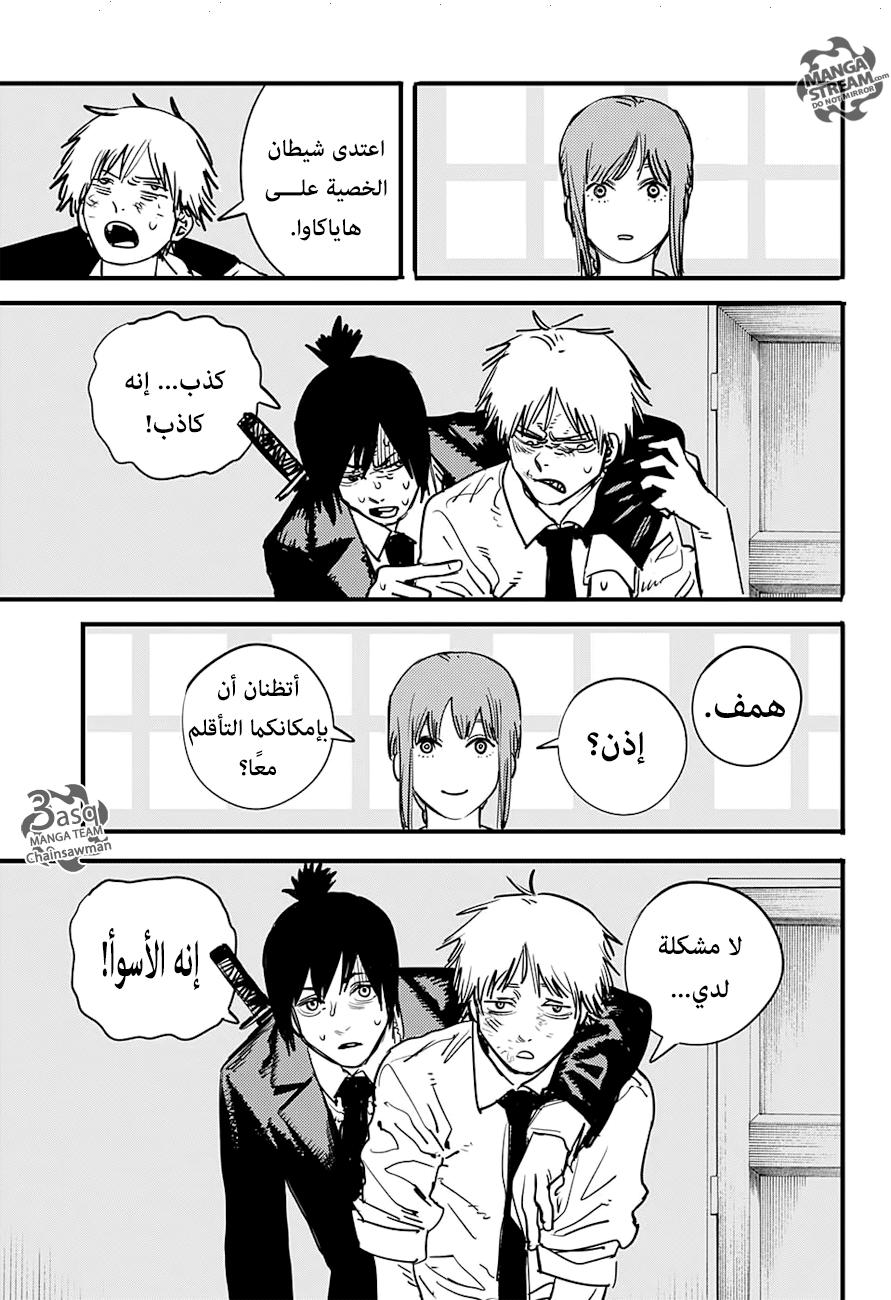 MANGA
STREAM.com
DO NOT MIRROR
اعتدى شيطان
الخصية علـــى
هاياكاوا.
كذب... إنه
كاذب!
همف.
إذن؟
أتظنان أن
بإمكانكما التأقلم
معًا؟
3asq
MANGA TEAM
Chainsawman
لا مشكلة
لدي...
إنه الأسوأ!